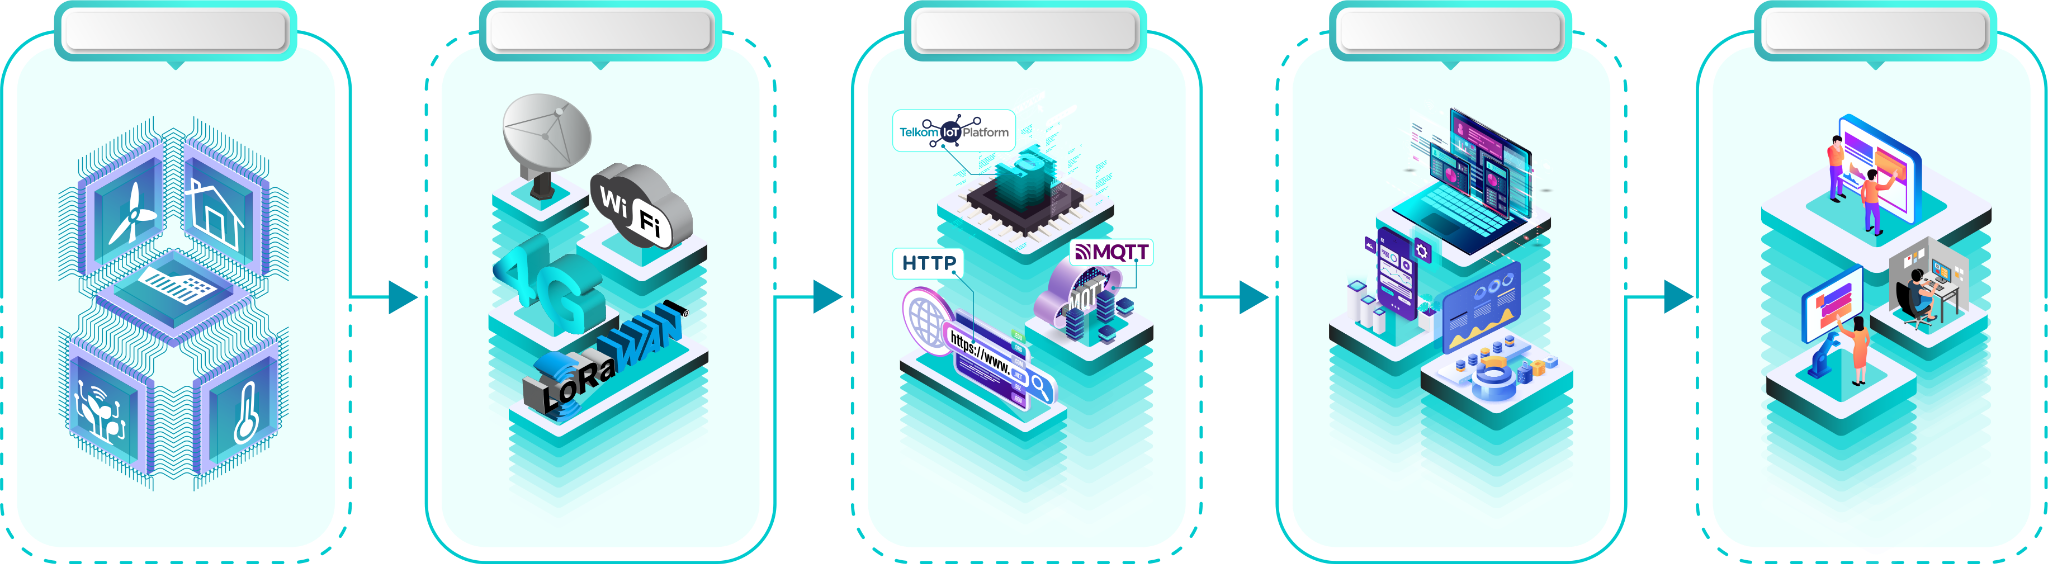 Wi Fi
4G
LoRaWAN®
Telkom IoT Platform
HTTP
MQTT
MQTT
https://www.